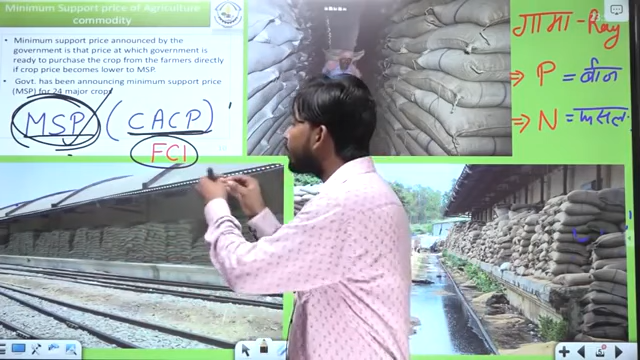 Minimum Support price of Agriculture
commodity
• Minimum support price announced by the
government is that price at which government is
ready to purchase the crop from the farmers directly
if crop price becomes lower to MSP.
• Govt. has been announcing minimum support price
(MSP) for 24 major crops
MSP (CACP)
FCI
गामा - Ray
⇒ P = बीज
⇒ N = फसल